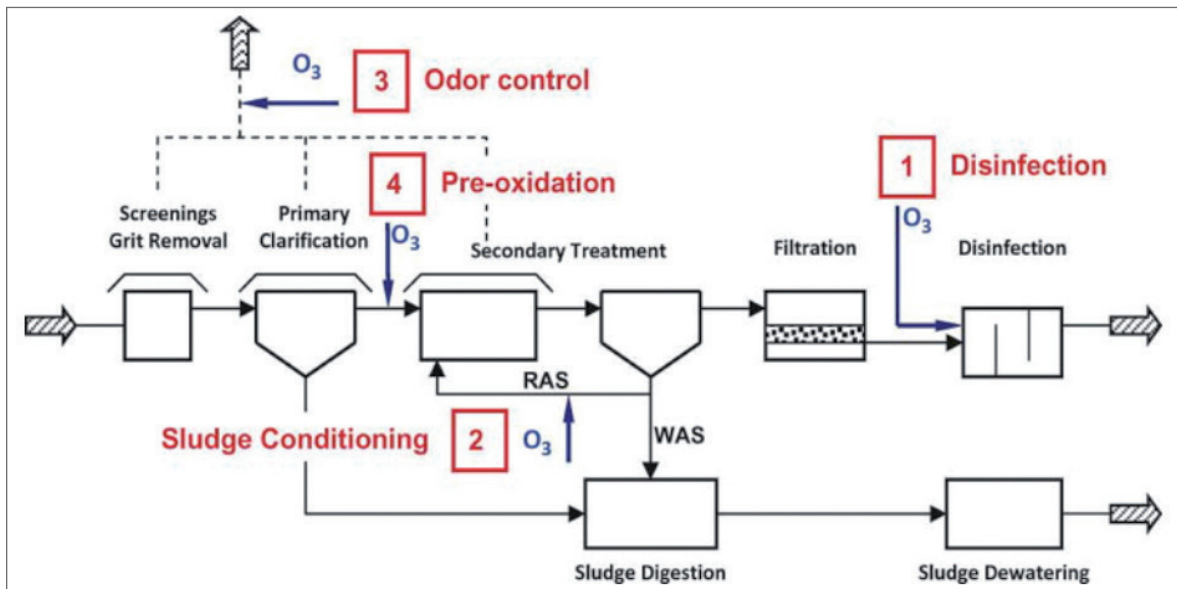 O3
3
Odor control
4
Pre-oxidation
1
Disinfection
Screenings
Grit Removal
Primary
Clarification
O3
Secondary Treatment
Filtration
O3
Disinfection
RAS
Sludge Conditioning
2
O3
WAS
Sludge Digestion
Sludge Dewatering